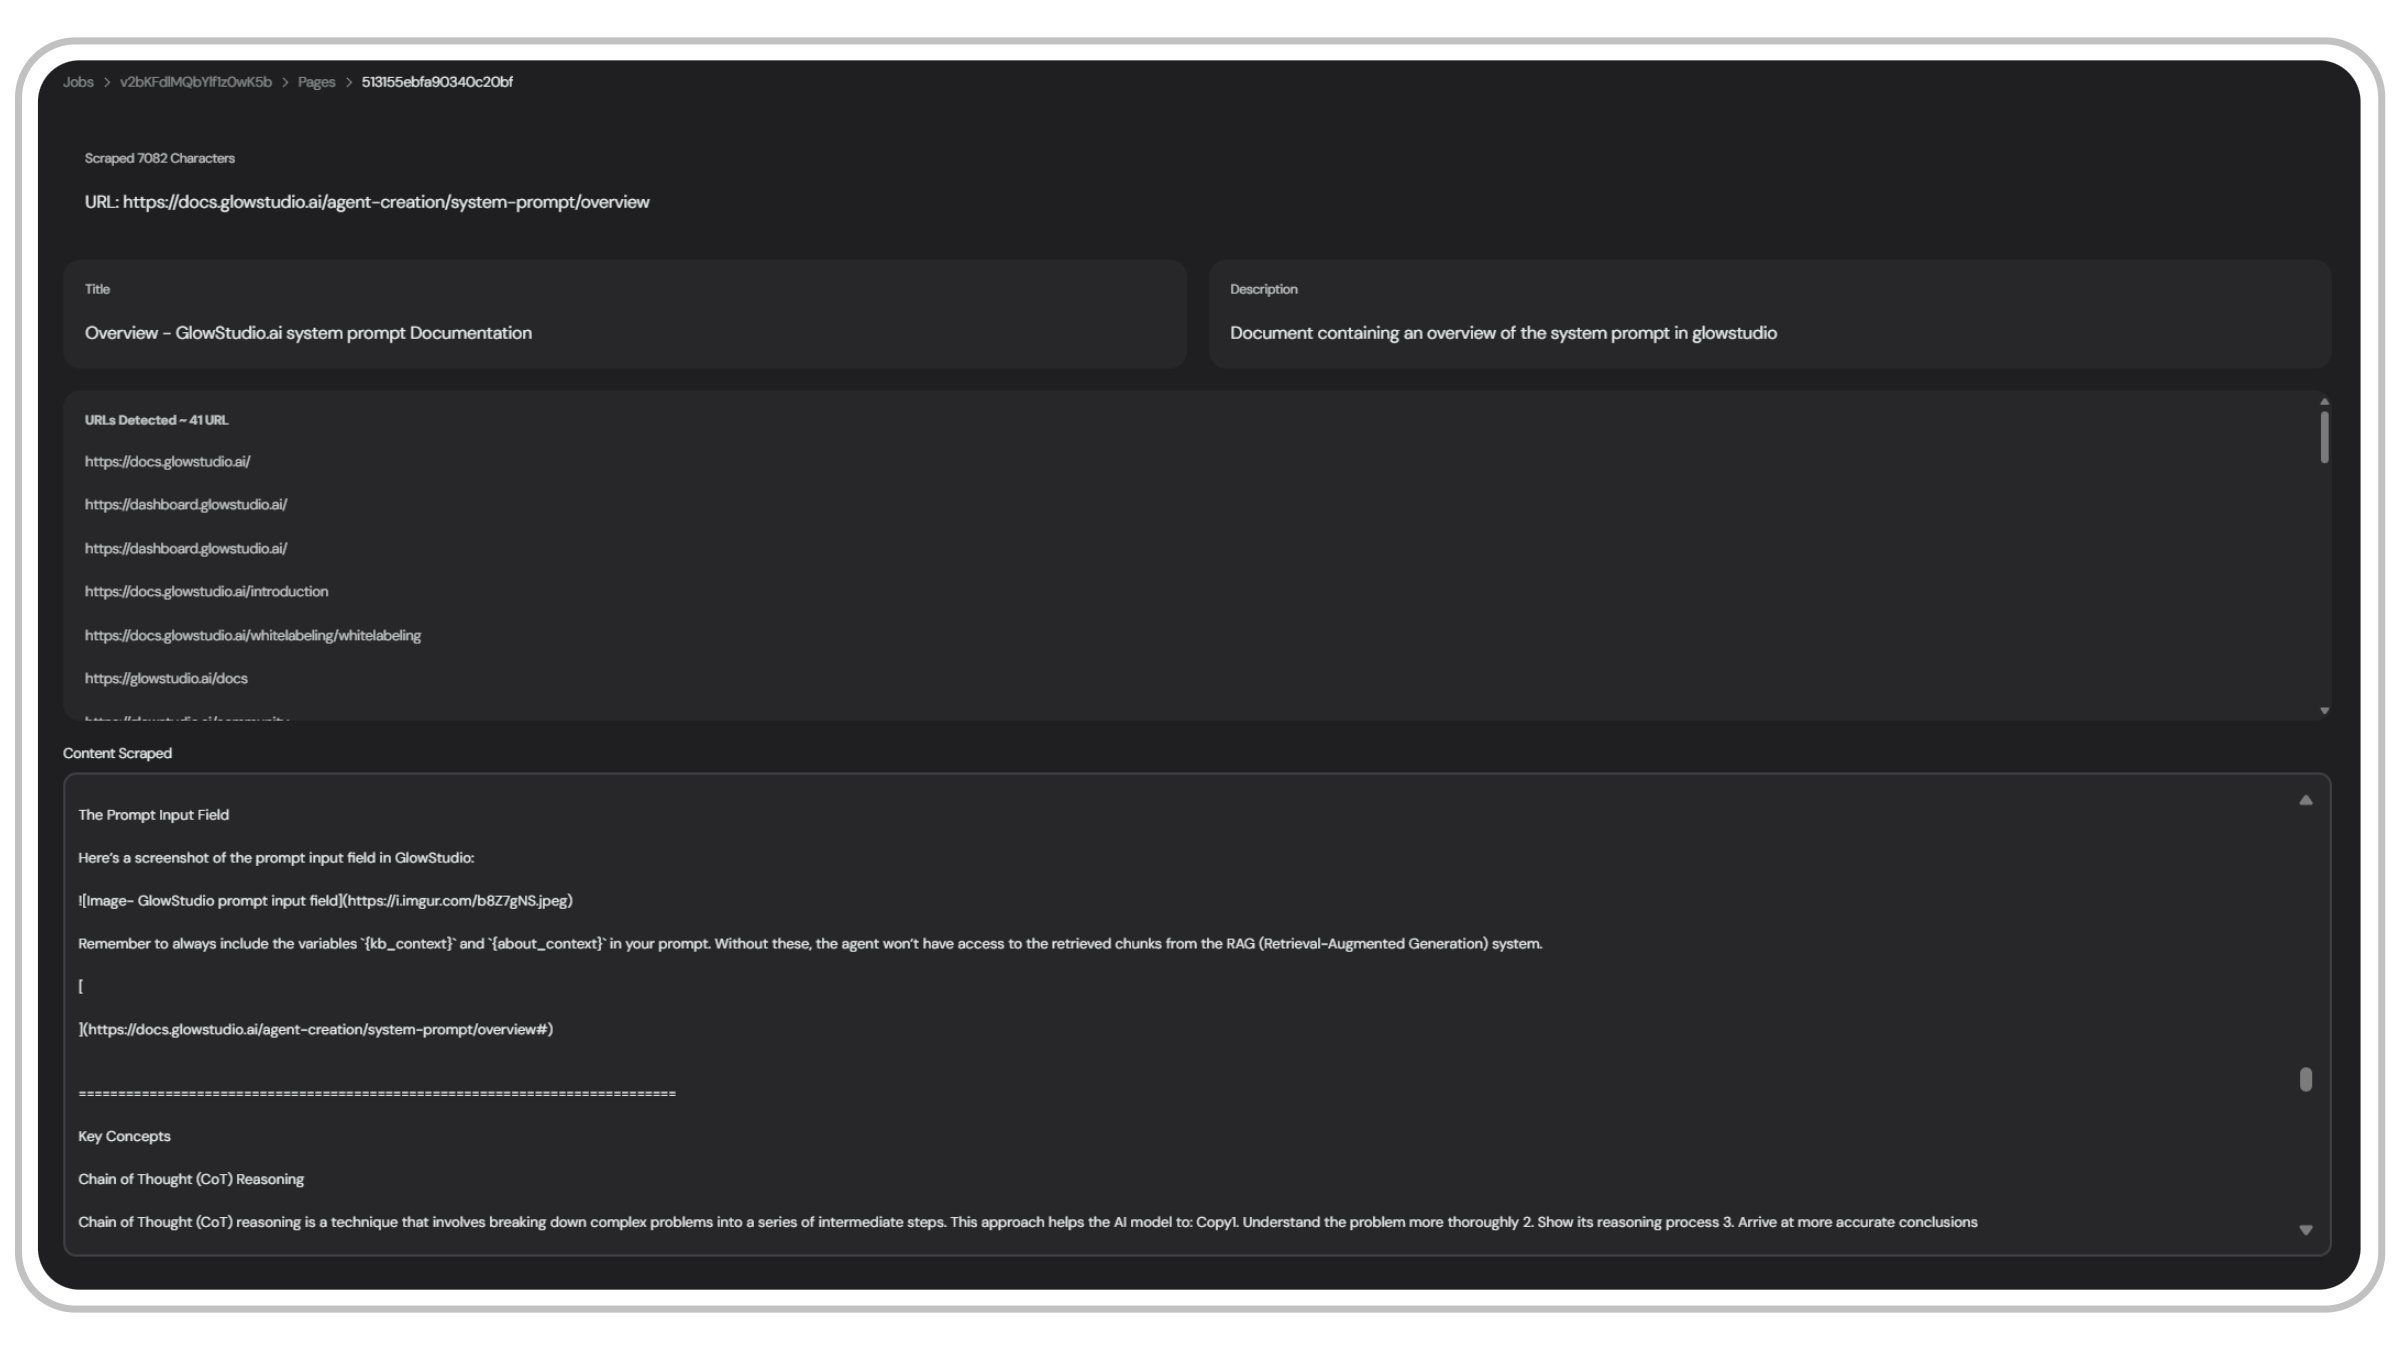 Jobs > v2bKFdlMQbYlf1z0wK5b > Pages > 513155ebfa90340c20bf
Scraped 7082 Characters
URL: https://docs.glowstudio.ai/agent-creation/system-prompt/overview
Title
Overview - GlowStudio.ai system prompt Documentation
Description
Document containing an overview of the system prompt in glowstudio
URLs Detected ~ 41 URL
https://docs.glowstudio.ai/
https://dashboard.glowstudio.ai/
https://dashboard.glowstudio.ai/
https://docs.glowstudio.ai/introduction
https://docs.glowstudio.ai/whitelabeling/whitelabeling
https://glowstudio.ai/docs
https://glowstudio.ai/community
Content Scraped
The Prompt Input Field
Here's a screenshot of the prompt input field in GlowStudio:
![Image- GlowStudio prompt input field](https://i.imgur.com/b8Z7gNS.jpeg)
Remember to always include the variables `{kb_context}` and `{about_context}` in your prompt. Without these, the agent won't have access to the retrieved chunks from the RAG (Retrieval-Augmented Generation) system.
[
](https://docs.glowstudio.ai/agent-creation/system-prompt/overview#)
============================================================================
Key Concepts
Chain of Thought (CoT) Reasoning
Chain of Thought (CoT) reasoning is a technique that involves breaking down complex problems into a series of intermediate steps. This approach helps the AI model to: Copy1. Understand the problem more thoroughly 2. Show its reasoning process 3. Arrive at more accurate conclusions